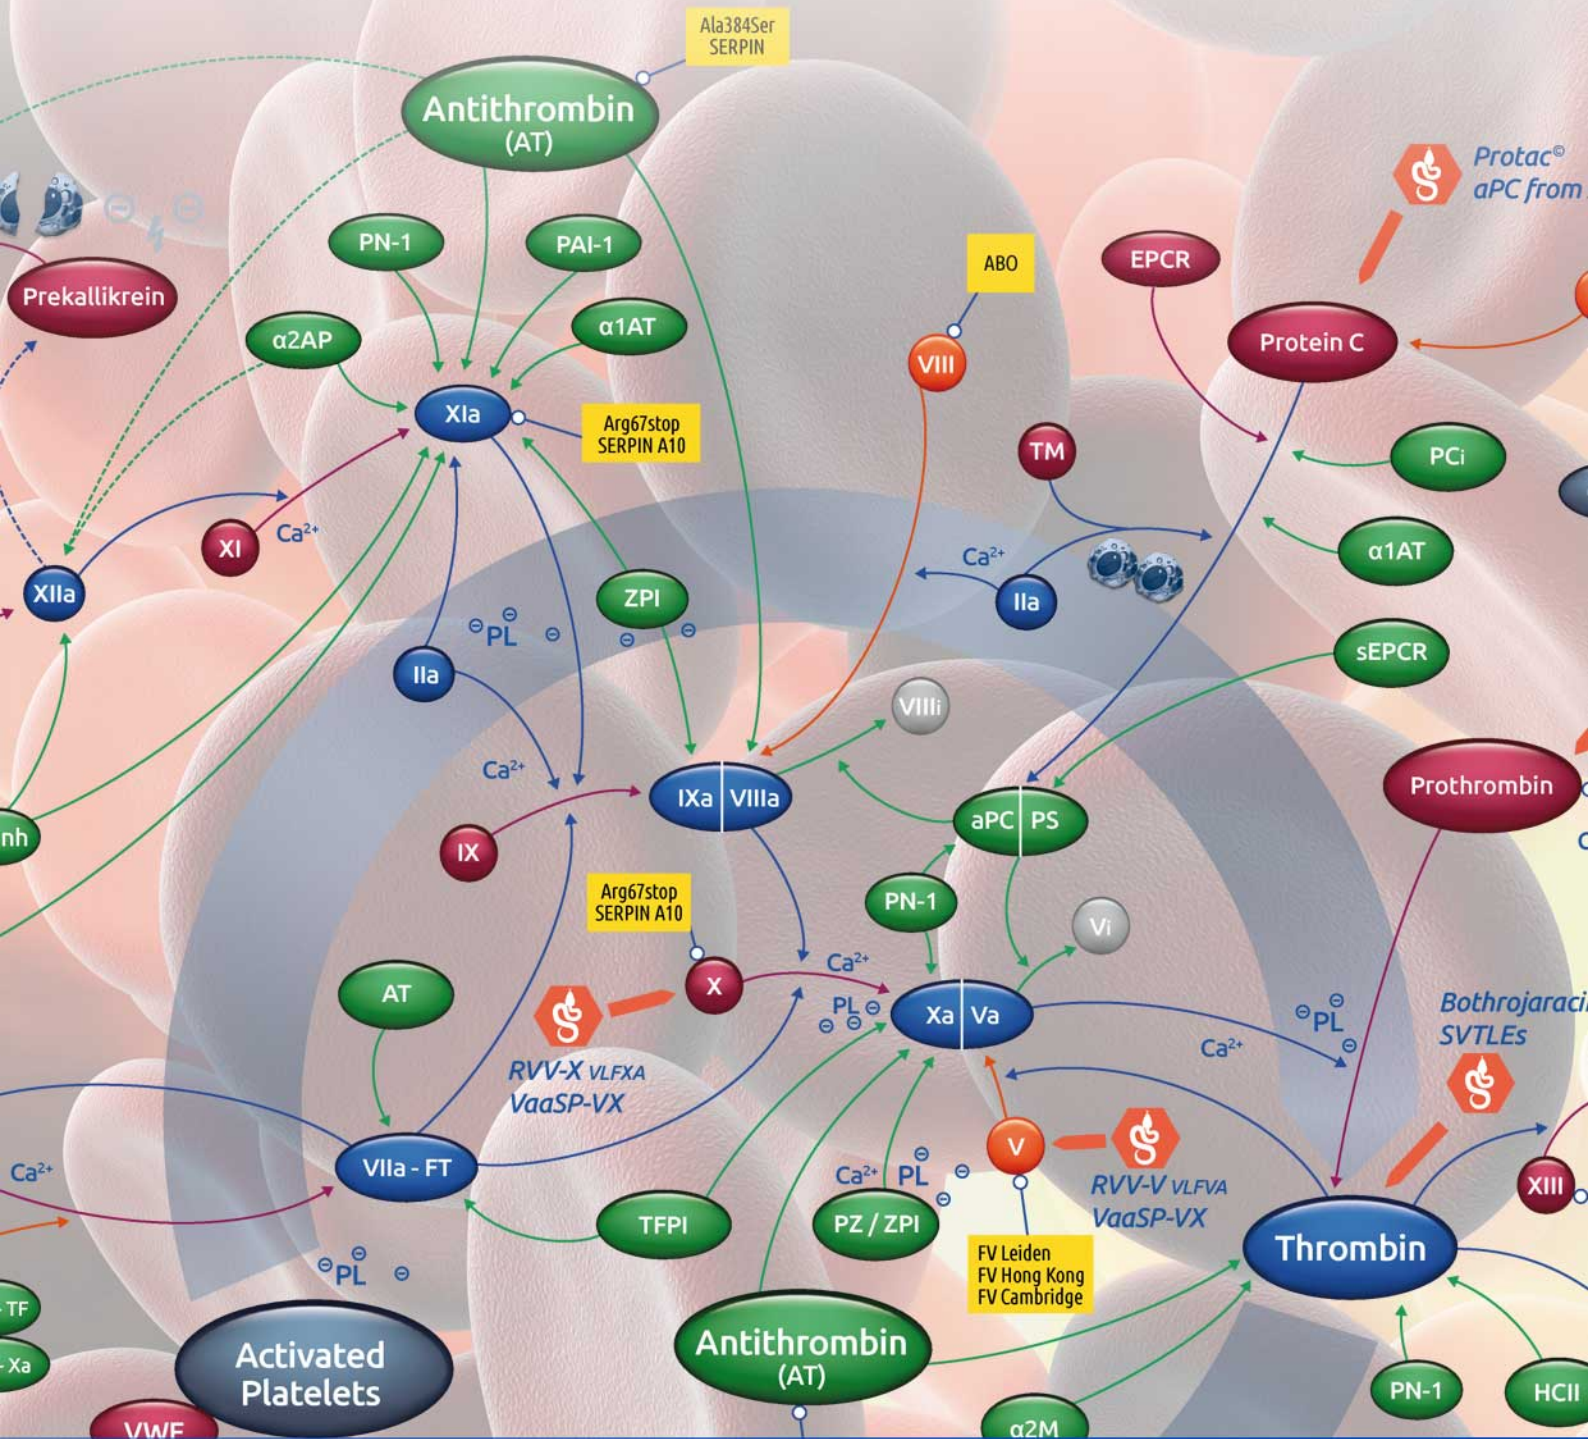 Ala384Ser
SERPIN
Antithrombin
(AT)
Protac©
aPC from
PN-1
PAI-1
ABO
EPCR
Prekallikrein
α2AP
α1AT
VIII
Protein C
XIa
Arg67stop
SERPIN A10
TM
PCi
XI
Ca2+
Ca2+
α1AT
XIIa
ZPI
IIa
PL
sEPCR
IIa
VIIIi
Ca2+
IXa VIIIa
Prothrombin
aPC PS
nh
IX
Arg67stop
SERPIN A10
PN-1
Vi
AT
X
Ca2+
PL
Xa Va
PL
Bothrojaraci
SVTLEs
Ca2+
RVV-X VLFXA
VaaSP-VX
V
Ca2+
VIIa - FT
Ca2+
PL
RVV-V VLFVA
VaaSP-VX
XIII
TFPI
PZ / ZPI
FV Leiden
FV Hong Kong
FV Cambridge
Thrombin
PL
- TF
- Xa
Activated
Platelets
Antithrombin
(AT)
PN-1
HCII
VWF
α2M